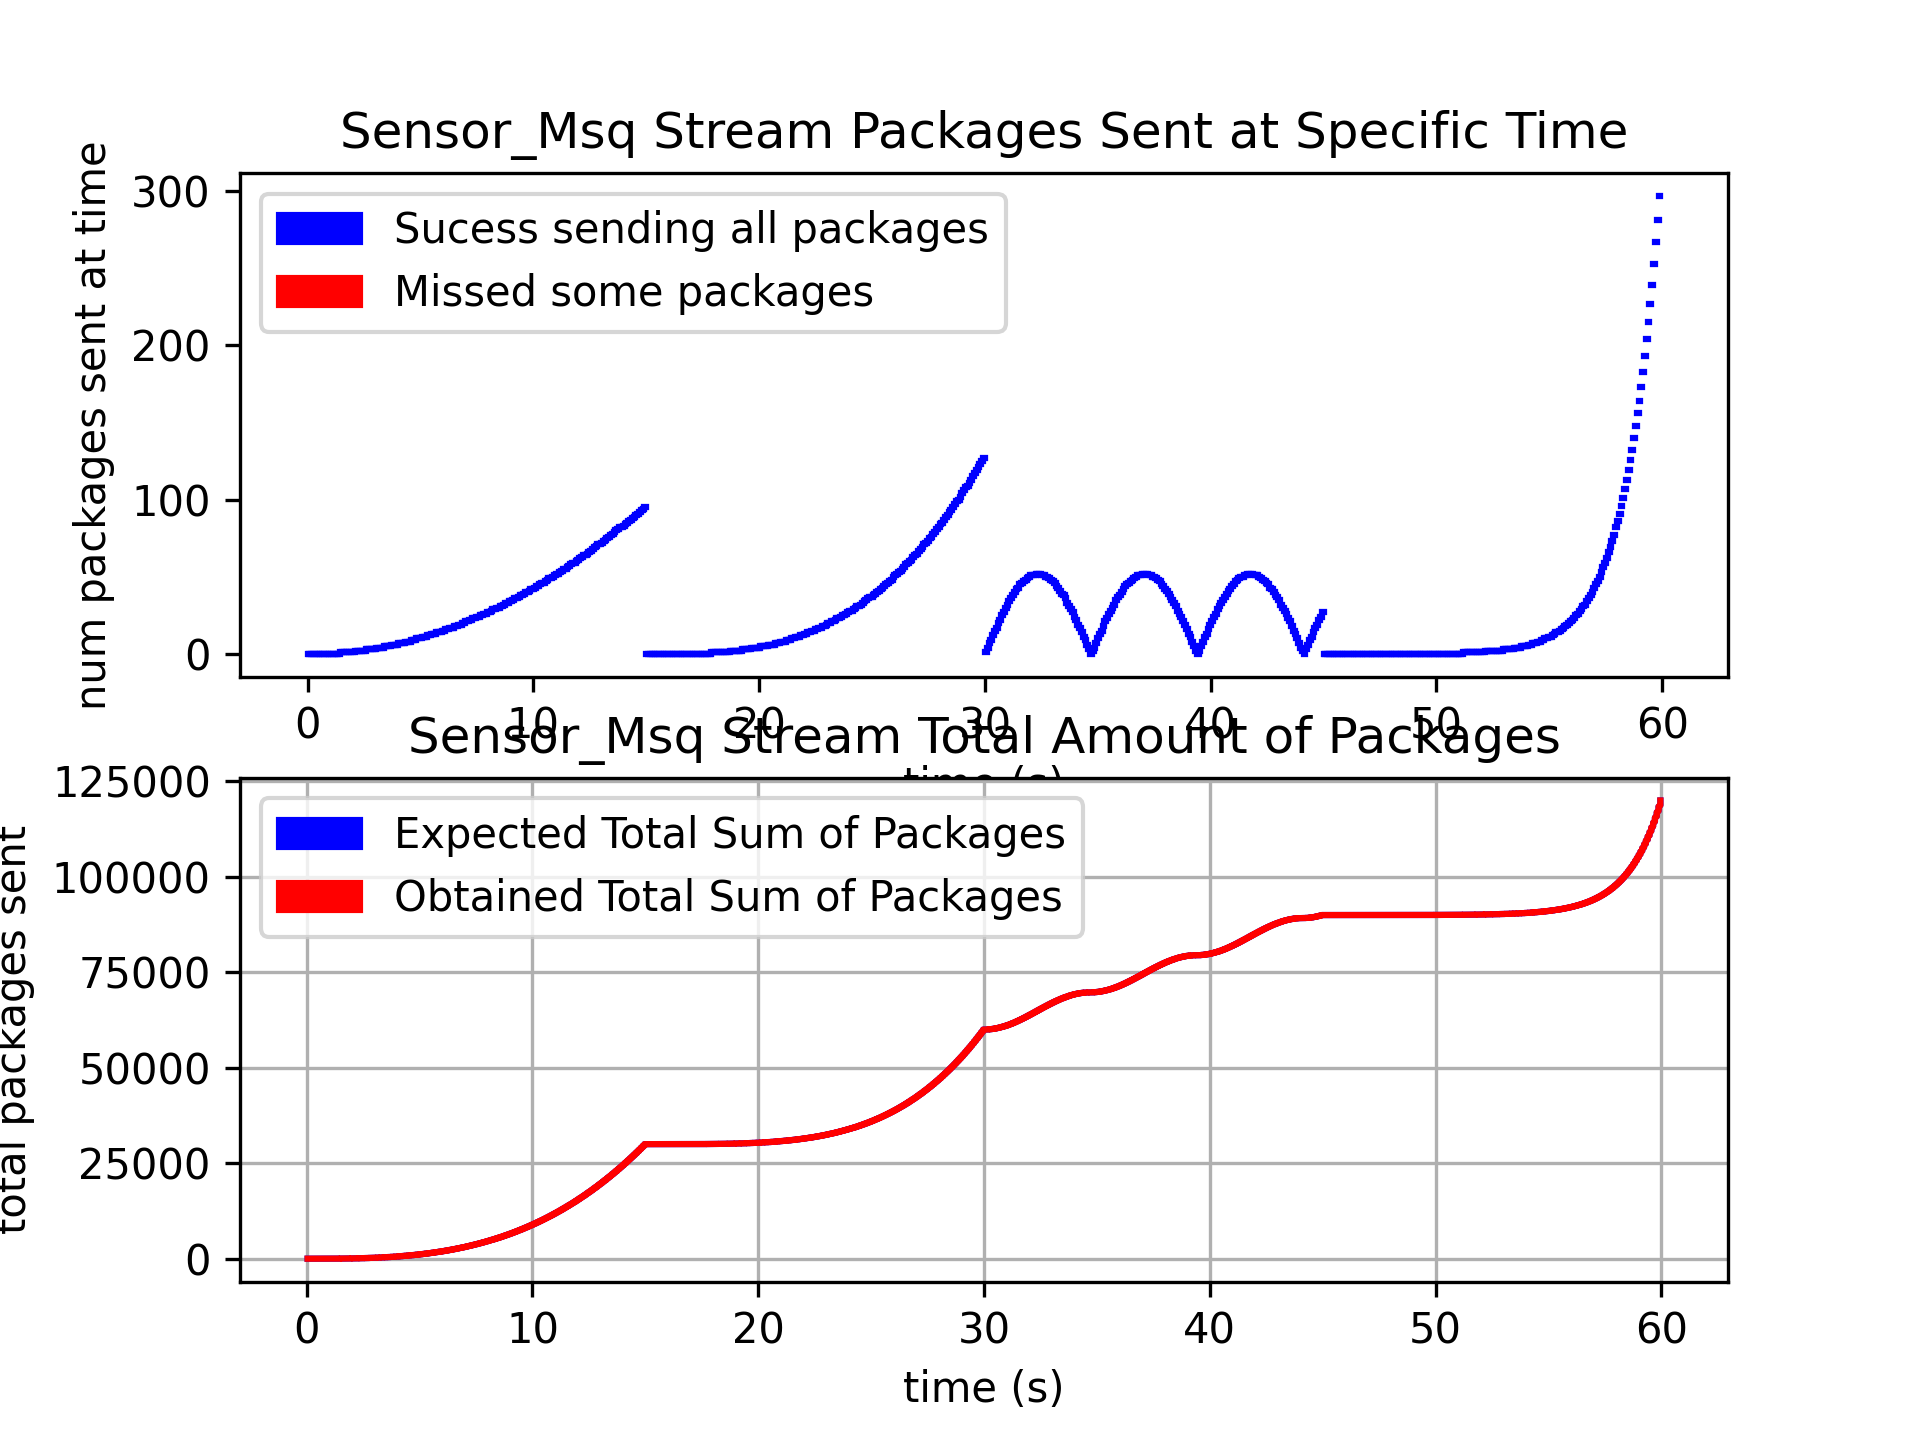 Sensor_Msq Stream Packages Sent at Specific Time
num packages sent at time
300
200
100
0
Sucess sending all packages
Missed some packages
0 10 20 30 40 50 60
time (s)
Sensor_Msq Stream Total Amount of Packages
total packages sent
125000
100000
75000
50000
25000
0
Expected Total Sum of Packages
Obtained Total Sum of Packages
0 10 20 30 40 50 60
time (s)